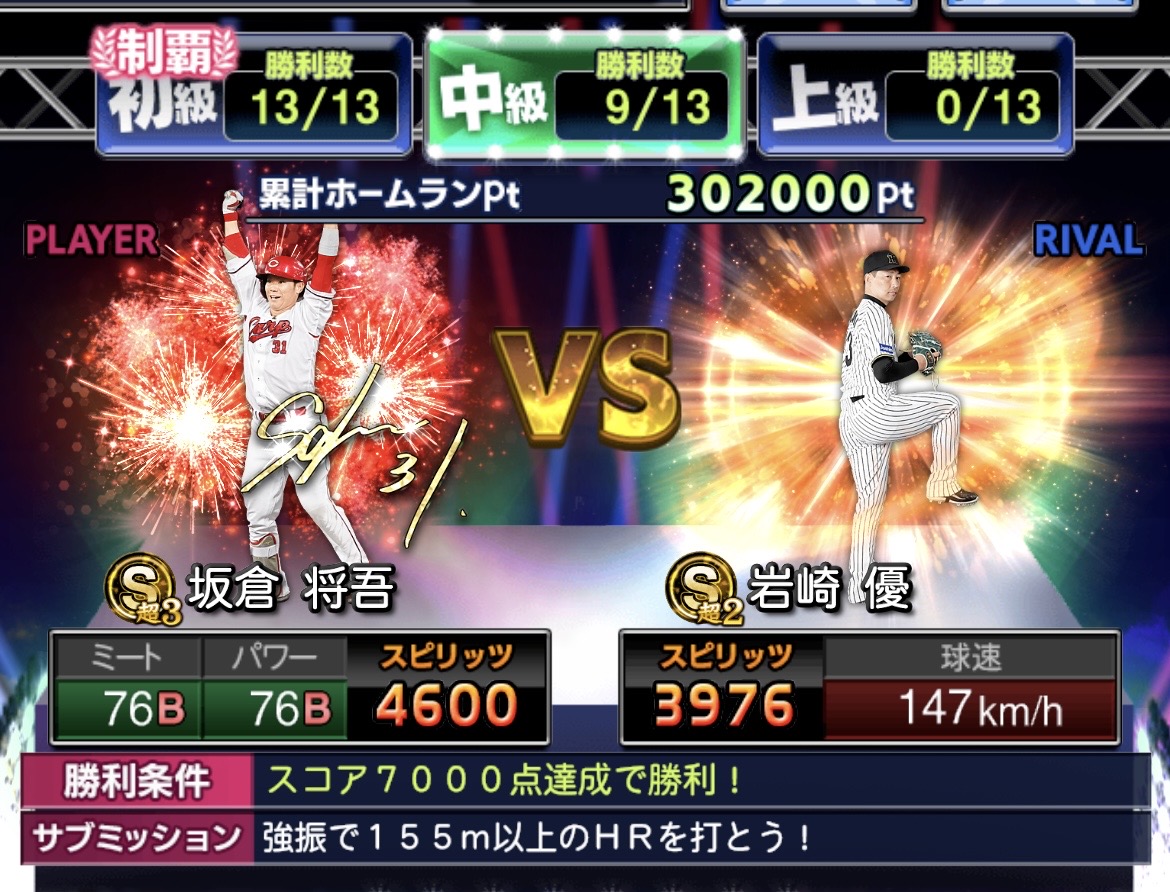 制覇
初級 勝利数 13/13
中級 勝利数 9/13
上級 勝利数 0/13
累計ホームランPt 302000Pt
PLAYER
RIVAL
Carp
31
VS
31
S超3 坂倉 将吾
S超2 岩崎 優
ミート パワー スピリッツ
76B 76B 4600
スピリッツ 球速
3976 147km/h
勝利条件 スコア7000点達成で勝利!
サブミッション 強振で155m以上のHRを打とう!